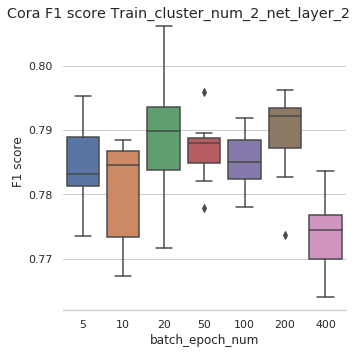 Cora F1 score Train_cluster_num_2_net_layer_2
0.80
0.79
0.78
0.77
F1 score
5 10 20 50 100 200 400
batch_epoch_num